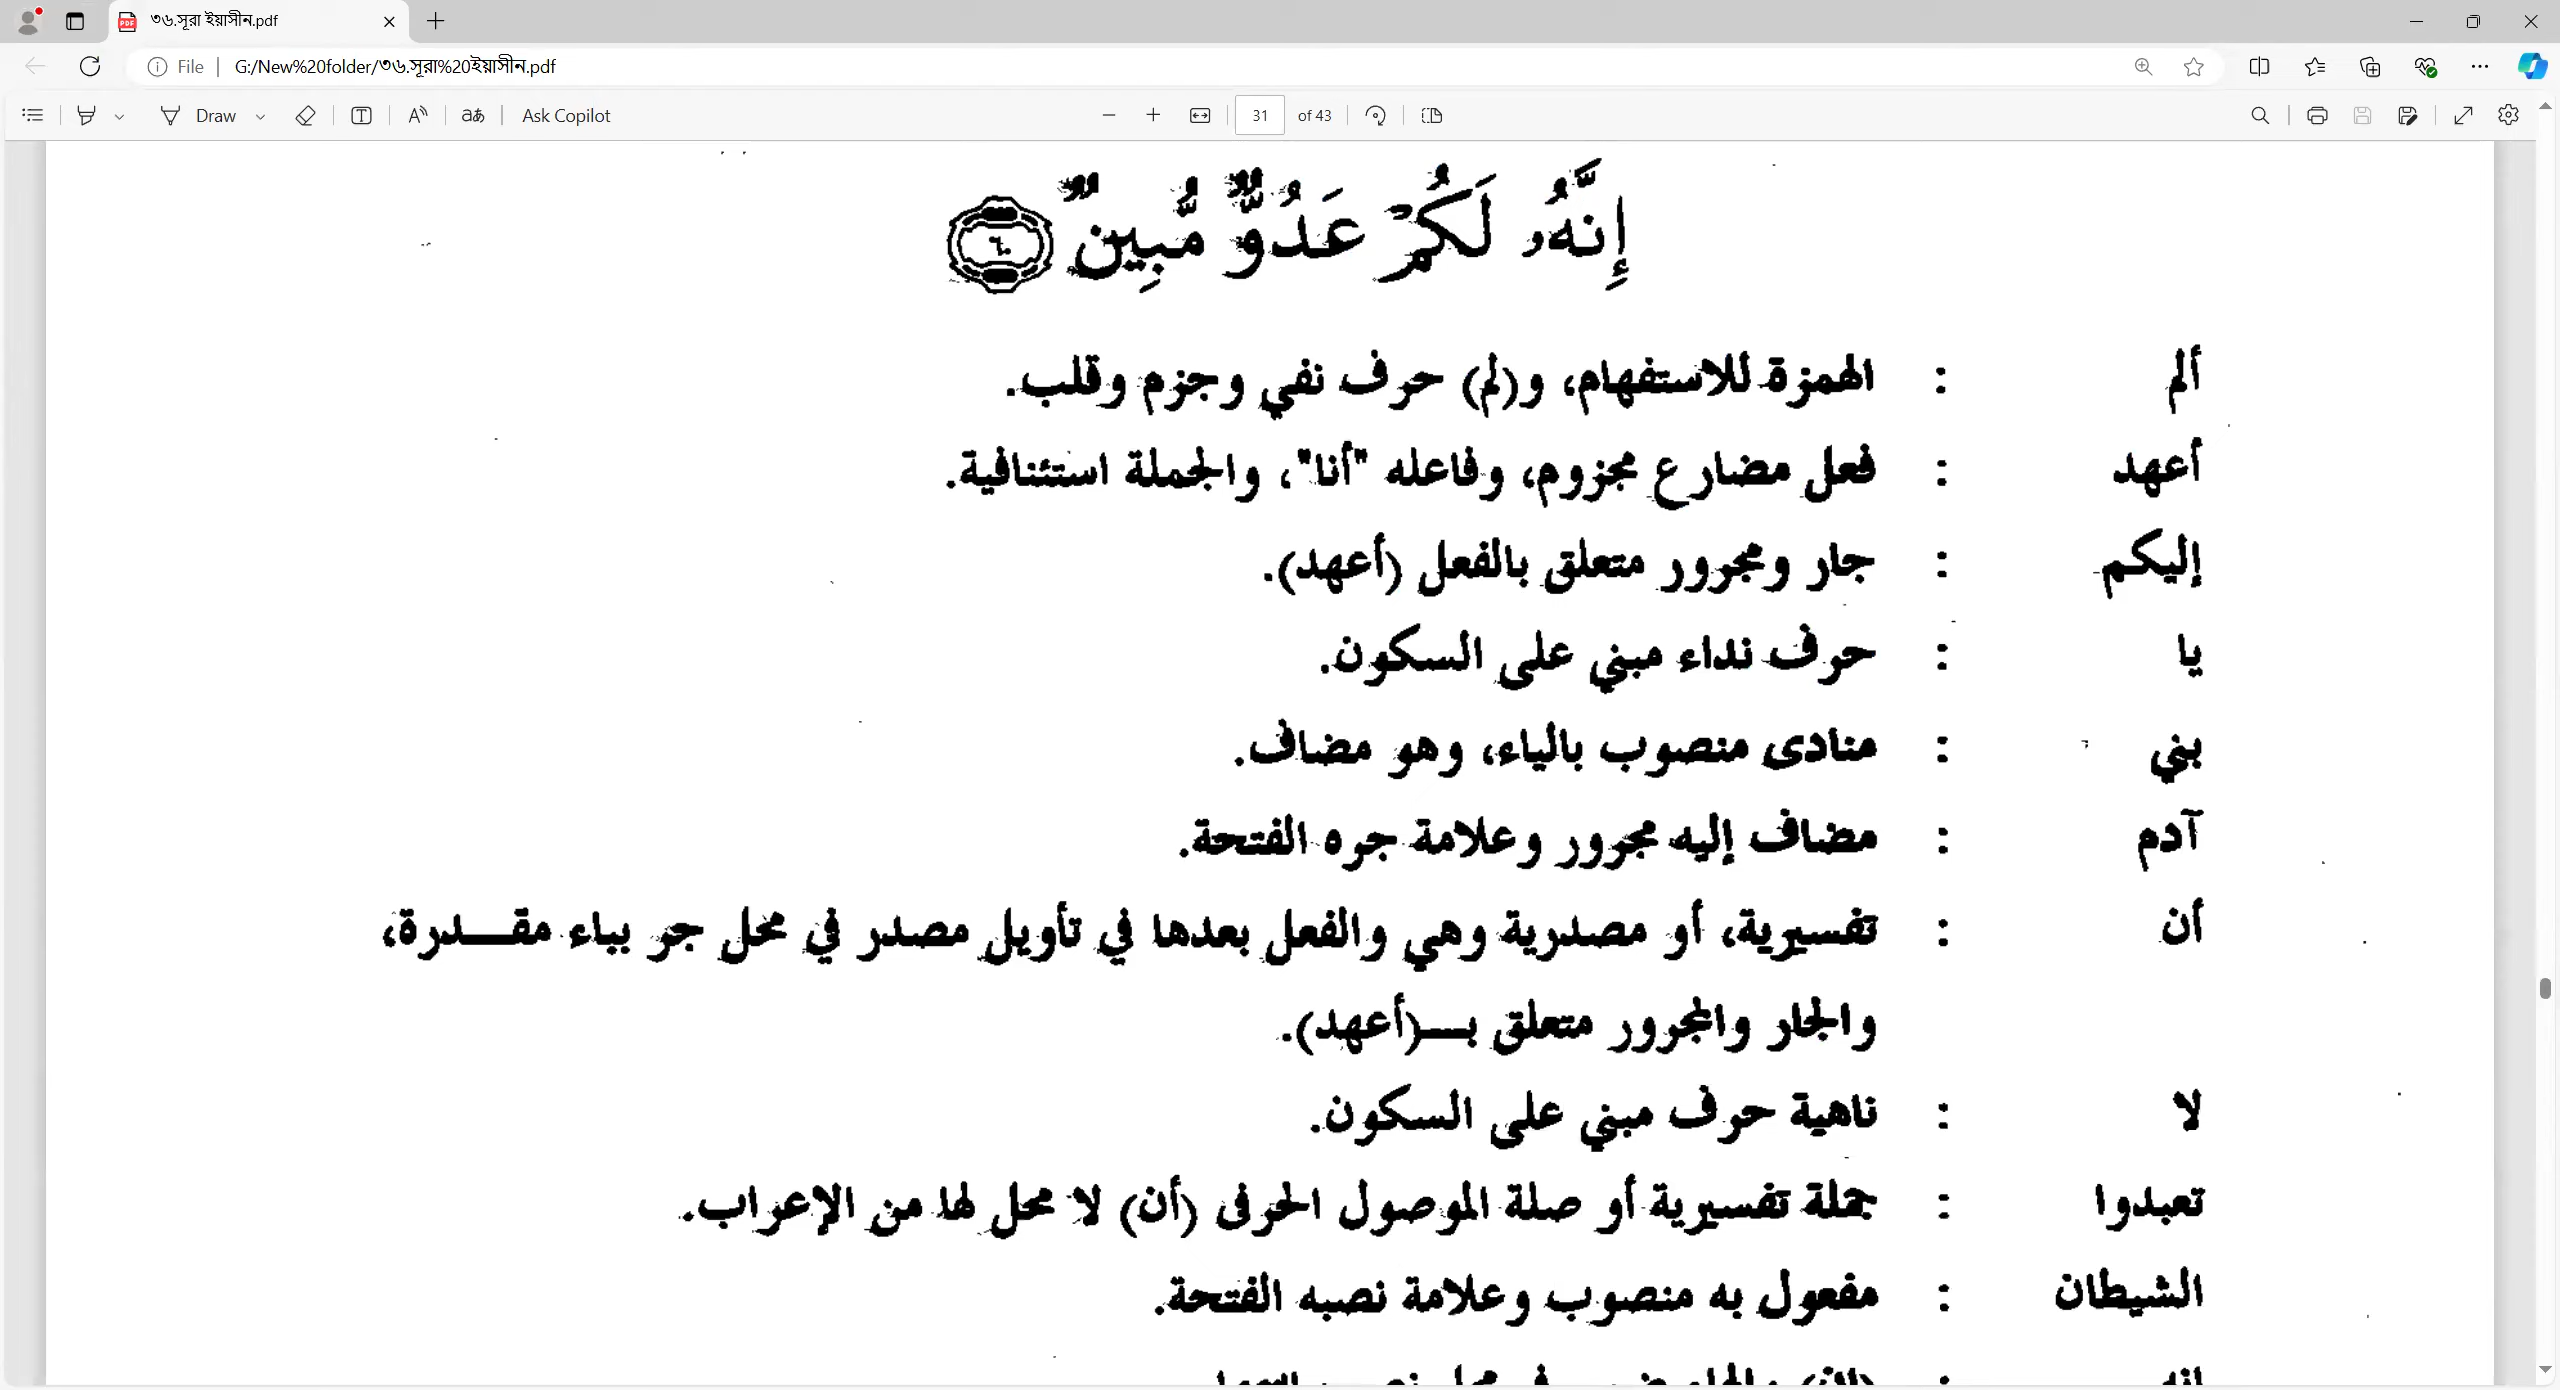 ৩৬.সূরা ইয়াসীন.pdf
File G:/New%20folder/৩৬.সূরা%20ইয়াসীন.pdf
Draw aあ Ask Copilot 31 of 43
إِنَّهُۥ لَكُمْ عَدُوٌّ مُّبِينٌ ٦٠
ألم : الهمزة للاستفهام، و(لم) حرف نفي وجزم وقلب.
أعهد : فعل مضارع مجزوم، وفاعله "أنا"، والجملة استئنافية.
إليكم : جار ومجرور متعلق بالفعل (أعهد).
يا : حرف نداء مبني على السكون.
بني : منادى منصوب بالياء، وهو مضاف.
آدم : مضاف إليه مجرور وعلامة جره الفتحة.
أن : تفسيرية، أو مصدرية وهي والفعل بعدها في تأويل مصدر في محل جر بباء مقـــدرة،
والجار والمجرور متعلق بــ(أعهد).
لا : ناهية حرف مبني على السكون.
تعبدوا : جملة تفسيرية أو صلة الموصول الحرفى (أن) لا محل لها من الإعراب.
الشيطان : مفعول به منصوب وعلامة نصبه الفتحة.